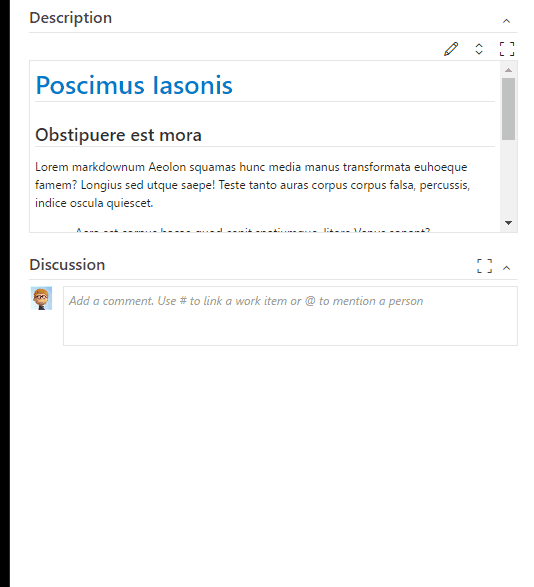 Description
Poscimus Iasonis
Obstipuere est mora
Lorem markdownum Aeolon squamas hunc media manus transformata euhoeque
famem? Longius sed utque saepe! Teste tanto auras corpus corpus falsa, percussis,
indice oscula quiescet.
Discussion
Add a comment. Use # to link a work item or @ to mention a person